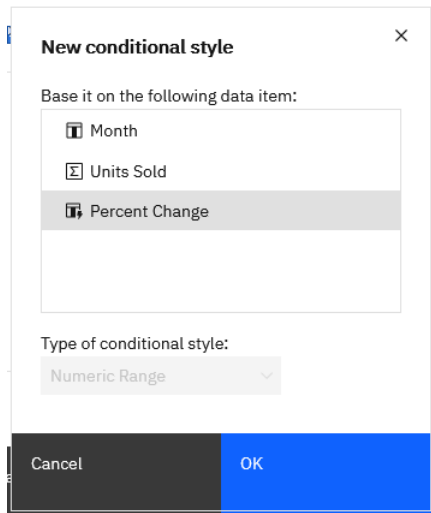 New conditional style
Base it on the following data item:
Month
Units Sold
Percent Change
Type of conditional style:
Numeric Range
Cancel
OK